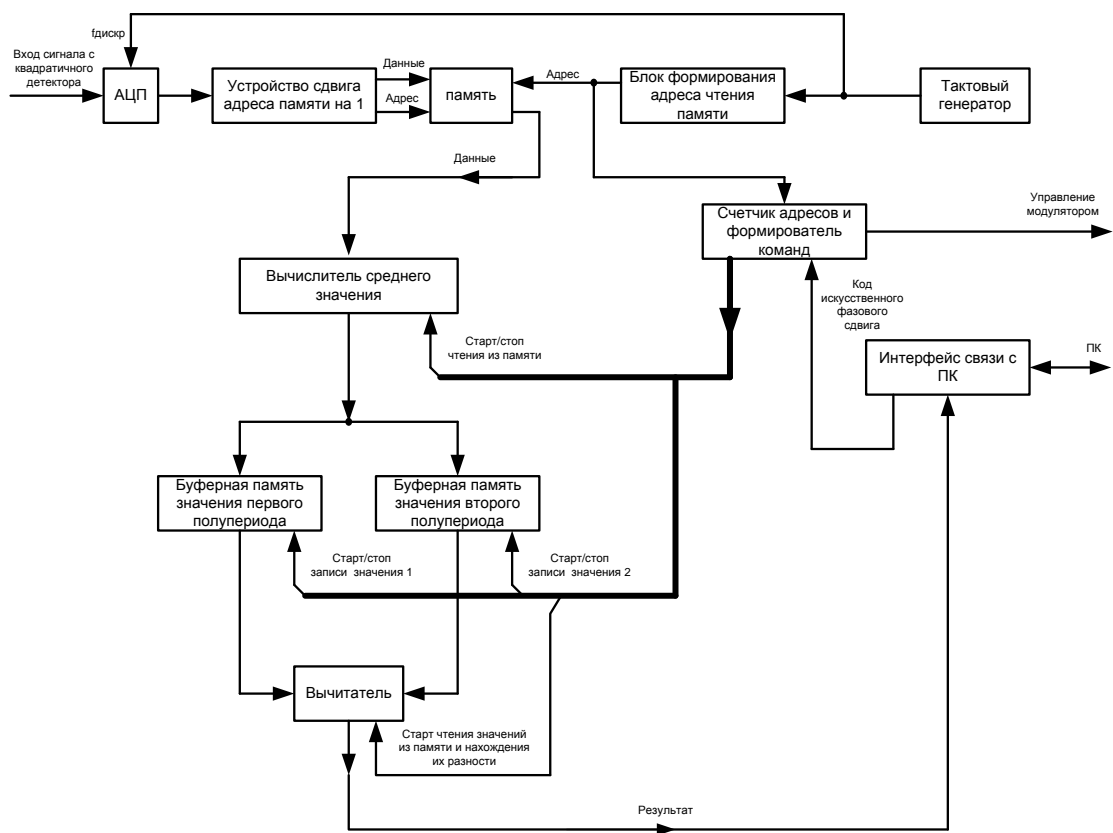 fдискр
Вход сигнала с
квадратичного
детектора
АЦП
Устройство сдвига
адреса памяти на 1
Данные
Адрес
память
Адрес
Блок формирования
адреса чтения
памяти
Тактовый
генератор
Данные
Счетчик адресов и
формирователь
команд
Управление
модулятором
Вычислитель среднего
значения
Код
искусственного
фазового
сдвига
Старт/стоп
чтения из памяти
Интерфейс связи с
ПК
ПК
Буферная память
значения первого
полупериода
Буферная память
значения второго
полупериода
Старт/стоп
записи значения 1
Старт/стоп
записи значения 2
Вычитатель
Старт чтения значений
из памяти и нахождения
их разности
Результат